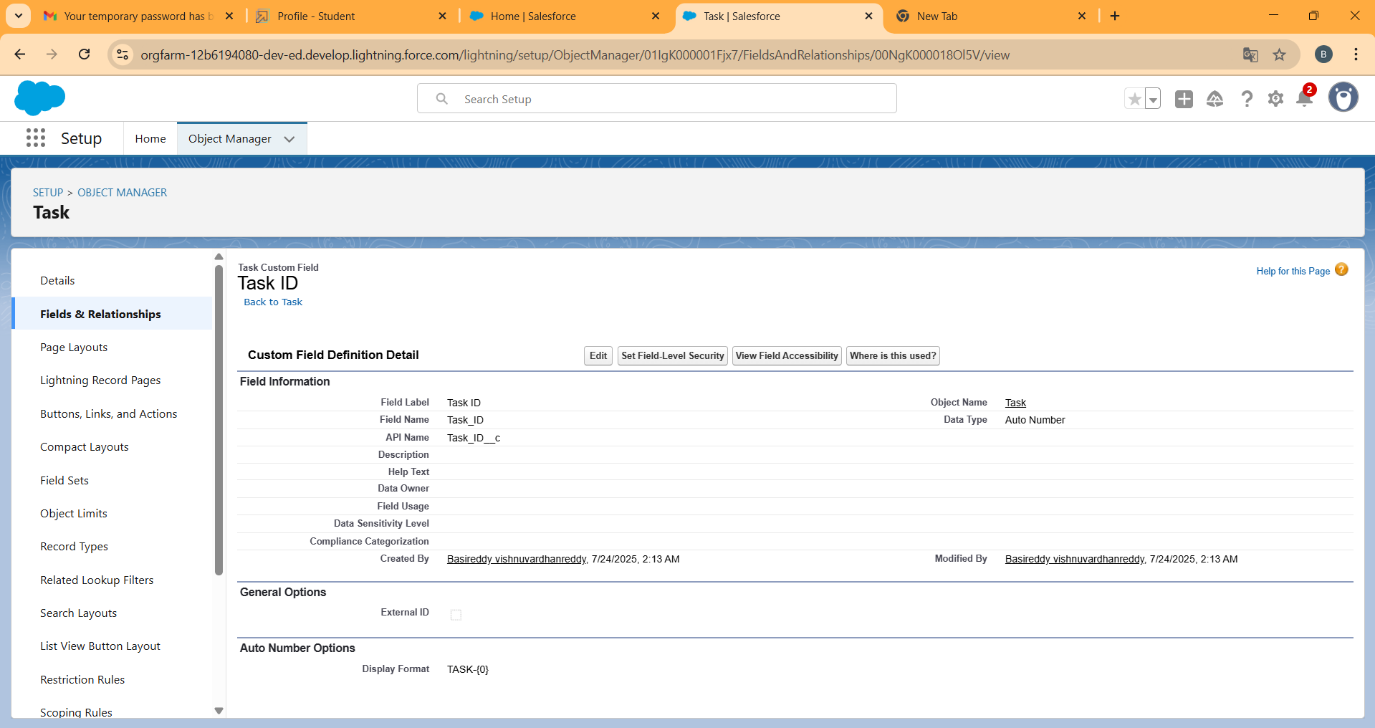 Your temporary password has b
Profile - Student
Home | Salesforce
Task | Salesforce
New Tab
orgfarm-12b6194080-dev-ed.develop.lightning.force.com/lightning/setup/ObjectManager/01IgK000001Fjx7/FieldsAndRelationships/00NgK000018Ol5V/view
B
Search Setup
2
Setup
Home
Object Manager
SETUP > OBJECT MANAGER
Task
Details
Fields & Relationships
Page Layouts
Lightning Record Pages
Buttons, Links, and Actions
Compact Layouts
Field Sets
Object Limits
Record Types
Related Lookup Filters
Search Layouts
List View Button Layout
Restriction Rules
Scoping Rules
Task Custom Field
Task ID
Back to Task
Help for this Page
Custom Field Definition Detail
Edit Set Field-Level Security View Field Accessibility Where is this used?
Field Information
Field Label Task ID Object Name Task
Field Name Task_ID Data Type Auto Number
API Name Task_ID__c
Description
Help Text
Data Owner
Field Usage
Data Sensitivity Level
Compliance Categorization
Created By Basireddy vishnuvardhanreddy, 7/24/2025, 2:13 AM Modified By Basireddy vishnuvardhanreddy, 7/24/2025, 2:13 AM
General Options
External ID
Auto Number Options
Display Format TASK-{0}